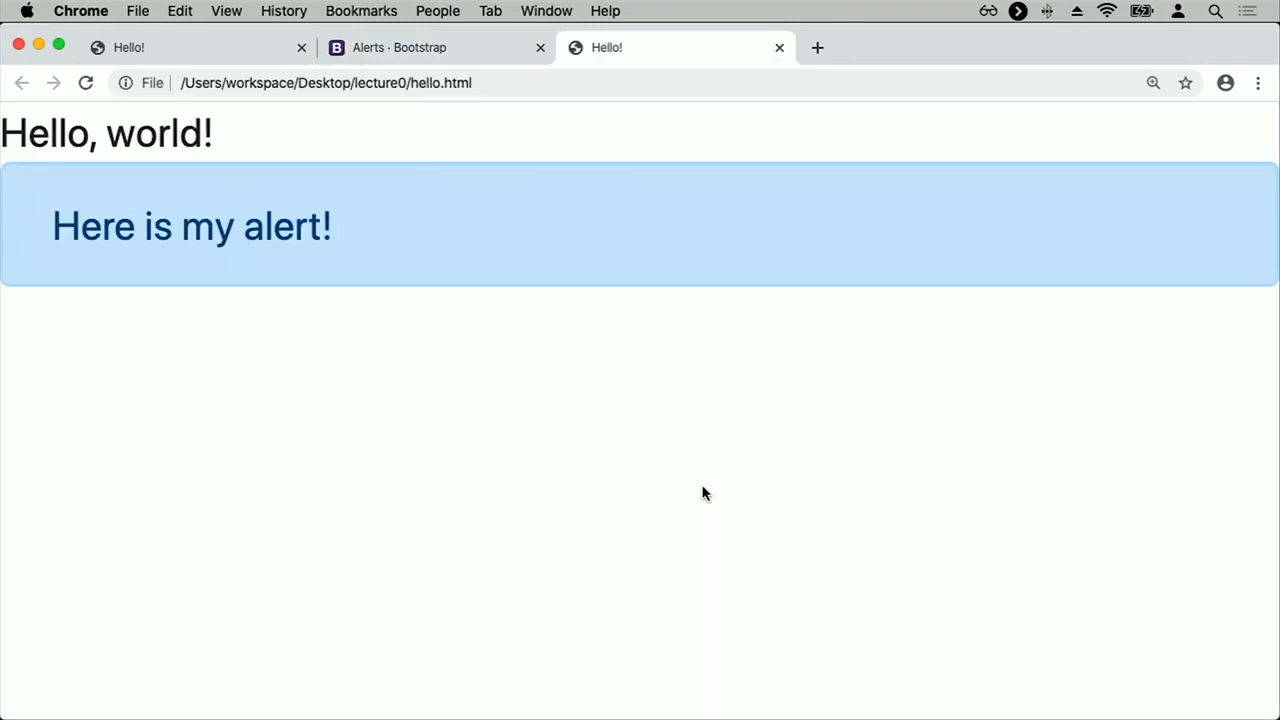 Chrome File Edit View History Bookmarks People Tab Window Help
Hello! B Alerts · Bootstrap Hello!
File /Users/workspace/Desktop/lecture0/hello.html
Hello, world!
Here is my alert!